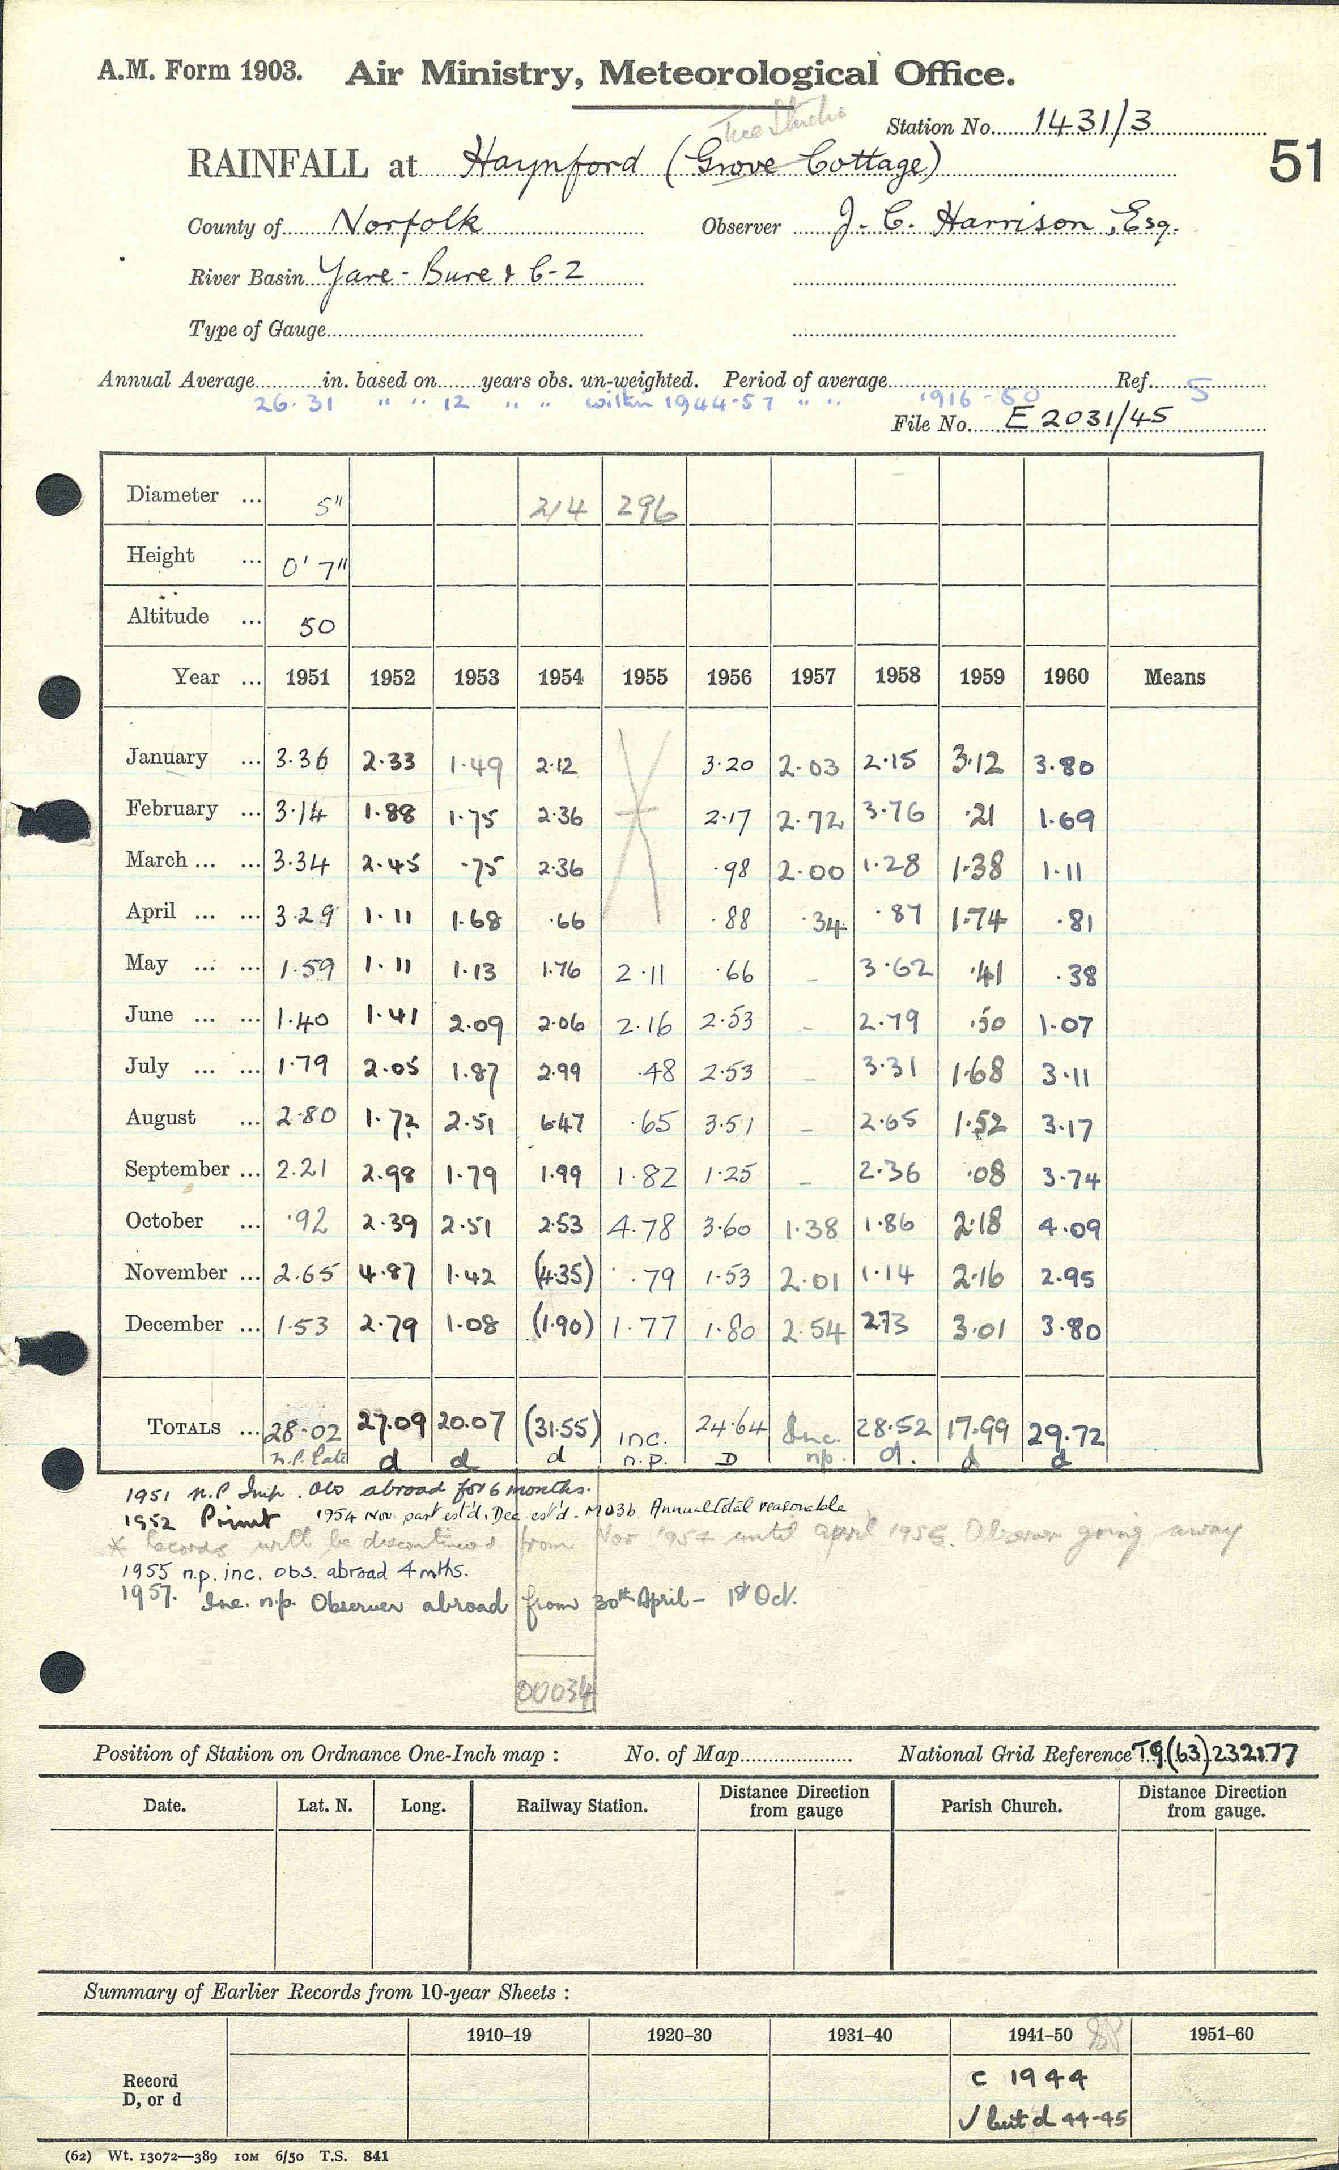 A.M. Form 1903. Air Ministry, Meteorological Office.
Station No. 1431/3
51
RAINFALL at Haynford (Grove Cottage)
County of Norfolk Observer J. C. Harrison, Esq.
River Basin Yare - Bure & C-2
Type of Gauge
Annual Average in. based on years obs. un-weighted. Period of average Ref. 5
26.31 " " 12 " " within 1944-57 " " 1916-50
File No. E 2031/45
Diameter ... 5" 214 296
Height ... 0' 7"
Altitude ... 50
Year ... 1951 1952 1953 1954 1955 1956 1957 1958 1959 1960 Means
January ... 3.36 2.33 1.49 2.12 3.20 2.03 2.15 3.12 3.80
February ... 3.14 1.88 1.75 2.36 2.17 2.72 3.76 .21 1.69
March ... ... 3.34 2.45 .75 2.36 .98 2.00 1.28 1.38 1.11
April ... ... 3.29 1.11 1.68 .66 .88 .34 .87 1.74 .81
May ... ... 1.59 1.11 1.13 1.76 2.11 .66 - 3.62 .41 .38
June ... ... 1.40 1.41 2.09 2.06 2.16 2.53 - 2.79 .50 1.07
July ... ... 1.79 2.05 1.87 2.99 .48 2.53 - 3.31 1.68 3.11
August ... 2.80 1.72 2.51 6.47 .65 3.51 - 2.65 1.52 3.17
September ... 2.21 2.98 1.79 1.99 1.82 1.25 - 2.36 .08 3.74
October ... .92 2.39 2.51 2.53 4.78 3.60 1.38 1.86 2.18 4.09
November ... 2.65 4.87 1.42 (4.35) .79 1.53 2.01 1.14 2.16 2.95
December ... 1.53 2.79 1.08 (1.90) 1.77 1.80 2.54 2.73 3.01 3.80
TOTALS ... 28.02 27.09 20.07 (31.55) inc. 24.64 Inc. 28.52 17.99 29.72
n.p. Late d d d n.p. D np. d. d d
1951 n.P Imp. Obs abroad for 6 months.
1952 Print 1954 Nov. part est'd. Dec. est'd. MO3b Annual total reasonable
* Records will be discontinued from Nov 1957 until april 1958. Observer going away
1955 n.p. inc. obs. abroad 4 mths.
1957. Inc. n.p. Observer abroad from 30th April - 1st Oct.
00034
Position of Station on Ordnance One-Inch map : No. of Map National Grid Reference TG(63)232177
Date. Lat. N. Long. Railway Station. Distance from gauge Direction Parish Church. Distance from gauge. Direction
Summary of Earlier Records from 10-year Sheets :
1910–19 1920–30 1931–40 1941–50 1951–60
Record D, or d
c 1944
√ but d 44-45
(62) Wt. 13072—389 10M 6/50 T.S. 841